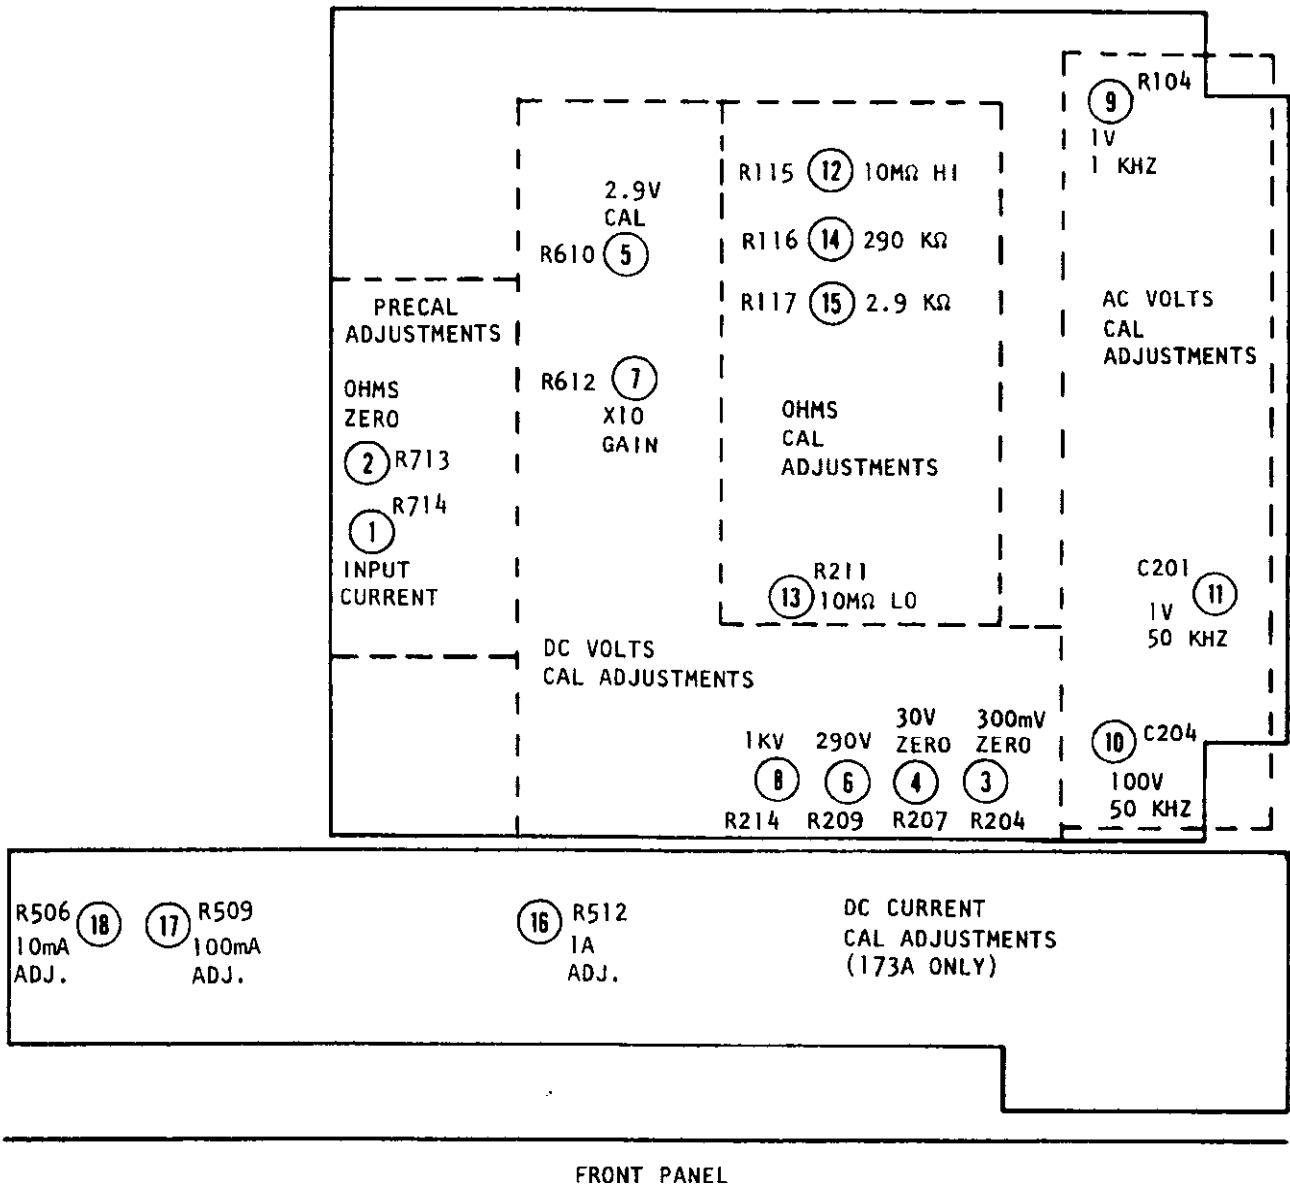 R104
9
1V
1 KHZ
R115 12 10MΩ HI
2.9V
CAL
R610 5
R116 14 290 KΩ
R117 15 2.9 KΩ
PRECAL
ADJUSTMENTS
AC VOLTS
CAL
ADJUSTMENTS
R612 7
X10
GAIN
OHMS
ZERO
2 R713
R714
1
INPUT
CURRENT
OHMS
CAL
ADJUSTMENTS
R211
13 10MΩ LO
C201
11
1V
50 KHZ
DC VOLTS
CAL ADJUSTMENTS
1KV
8
R214
290V
6
R209
30V
ZERO
4
R207
300mV
ZERO
3
R204
10 C204
100V
50 KHZ
R506 18
10mA
ADJ.
17 R509
100mA
ADJ.
16 R512
1A
ADJ.
DC CURRENT
CAL ADJUSTMENTS
(173A ONLY)
FRONT PANEL